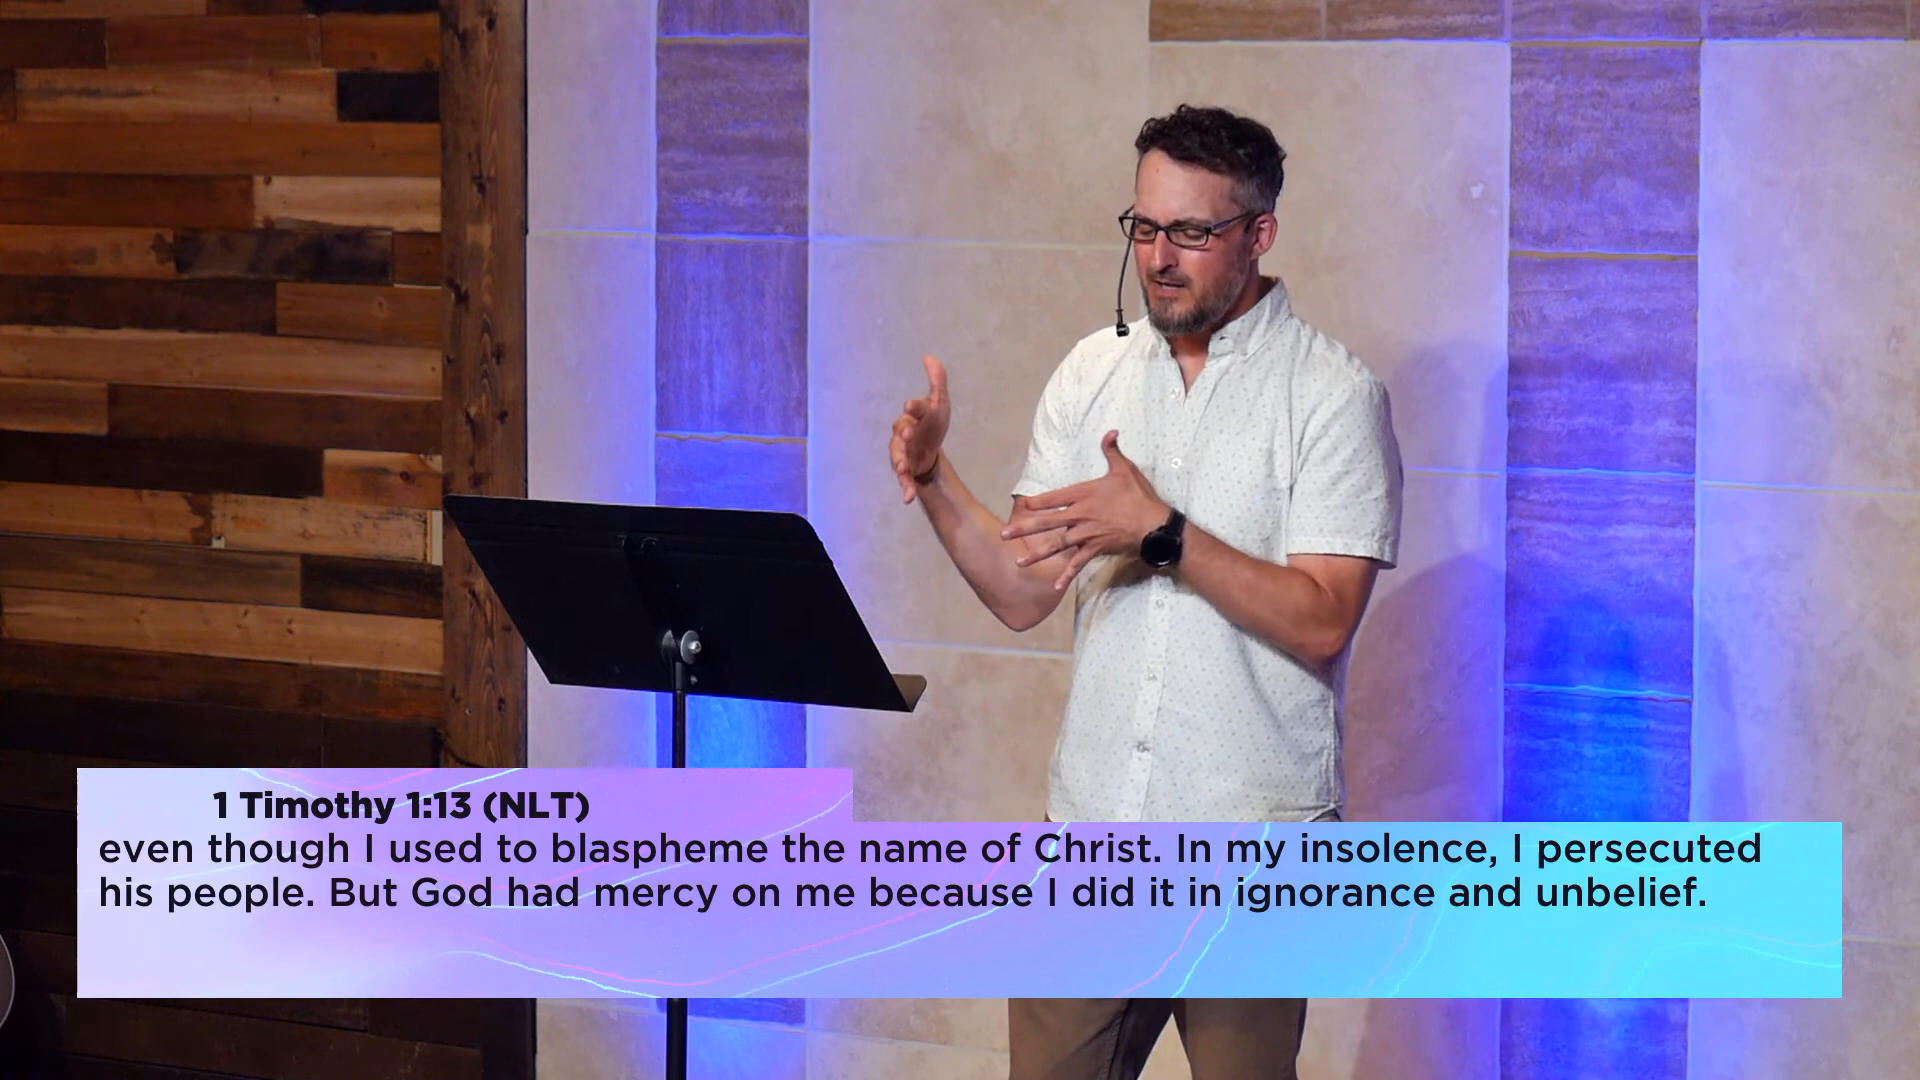 1 Timothy 1:13 (NLT)
even though I used to blaspheme the name of Christ. In my insolence, I persecuted
his people. But God had mercy on me because I did it in ignorance and unbelief.